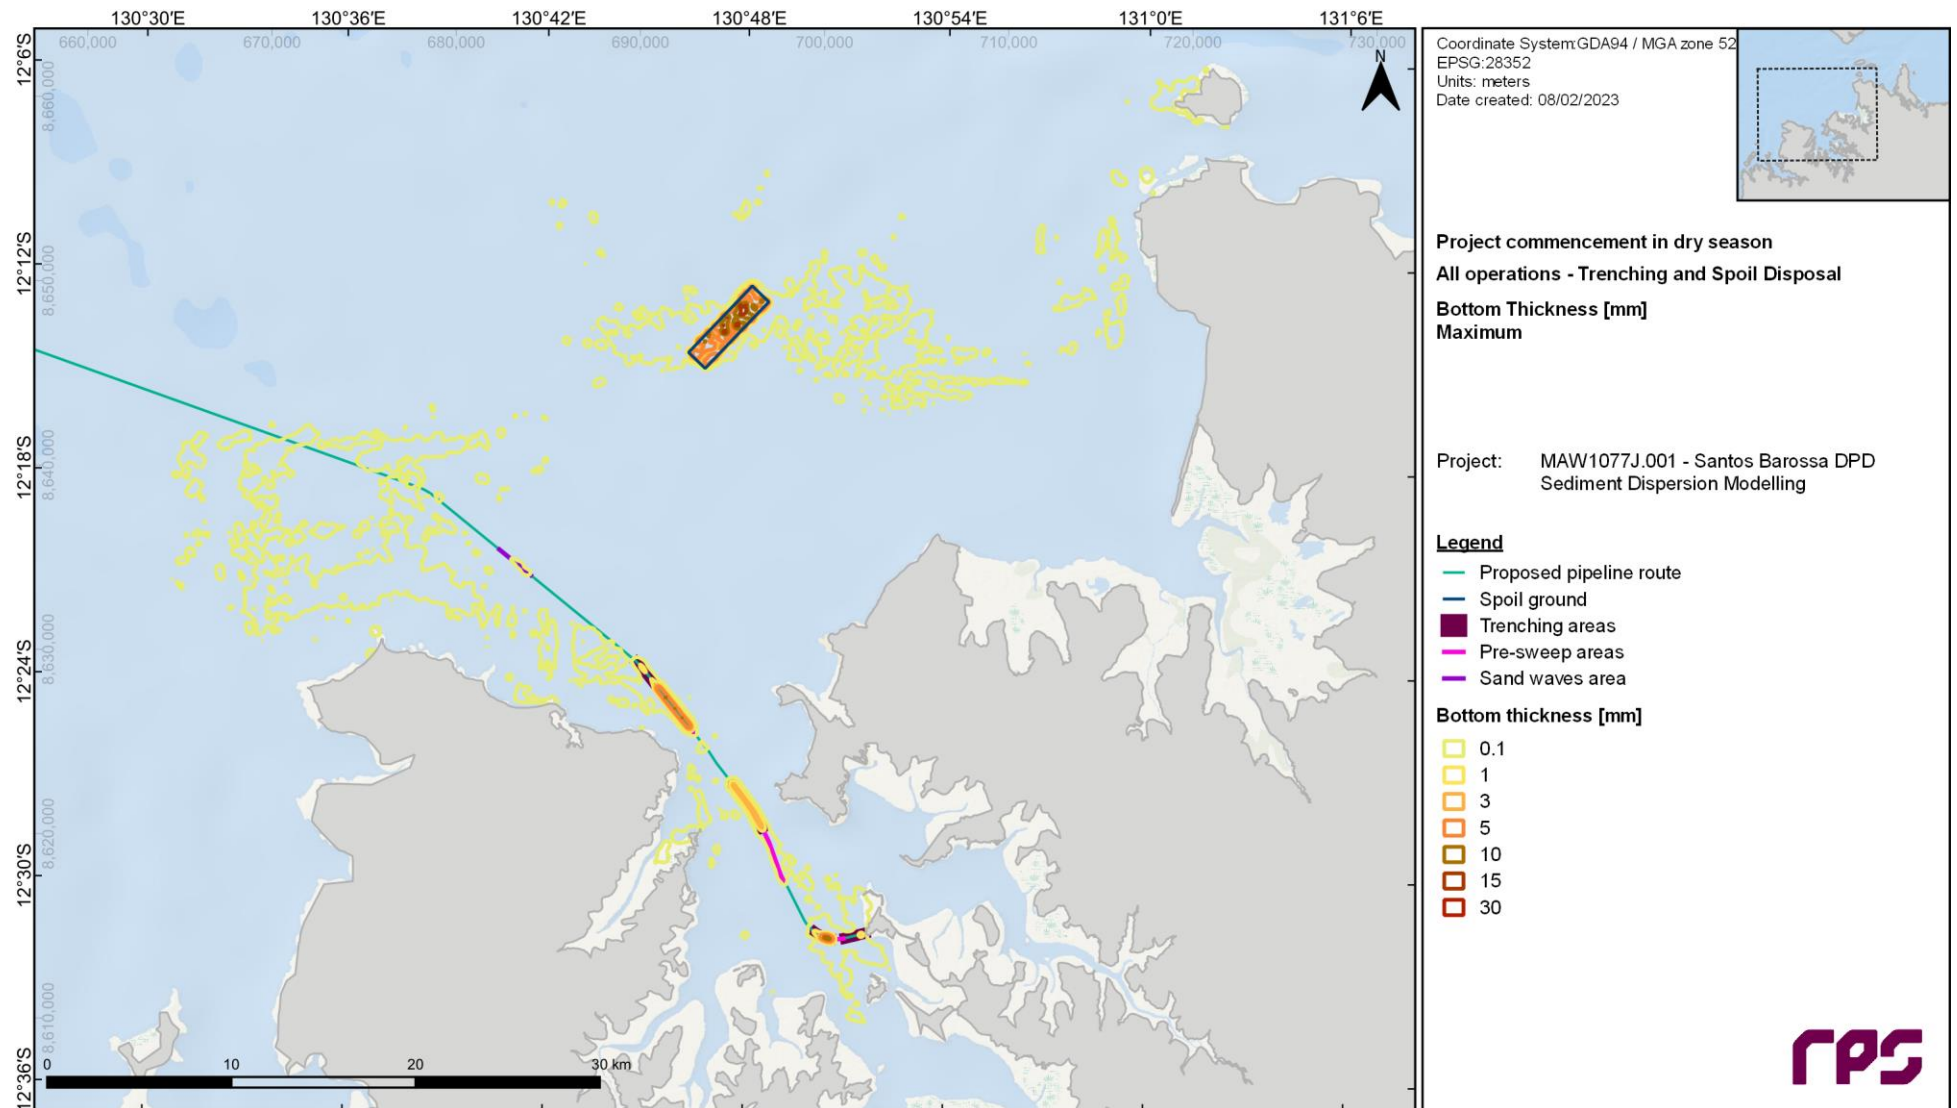 130°30'E 130°36'E 130°42'E 130°48'E 130°54'E 131°0'E 131°6'E
660,000 670,000 680,000 690,000 700,000 710,000 720,000 730,000
12°6'S
8,660,000
12°12'S
8,650,000
12°18'S
8,640,000
12°24'S
8,630,000
12°30'S
8,620,000
12°36'S
8,610,000
N
0 10 20 30 km
Coordinate System:GDA94 / MGA zone 52
EPSG:28352
Units: meters
Date created: 08/02/2023
Project commencement in dry season
All operations - Trenching and Spoil Disposal
Bottom Thickness [mm]
Maximum
Project: MAW1077J.001 - Santos Barossa DPD
Sediment Dispersion Modelling
Legend
Proposed pipeline route
Spoil ground
Trenching areas
Pre-sweep areas
Sand waves area
Bottom thickness [mm]
0.1
1
3
5
10
15
30
rps